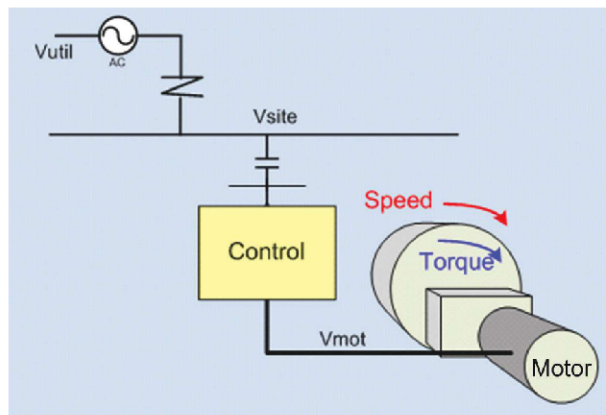 Vutil
AC
Vsite
Control
Speed
Torque
Vmot
Motor